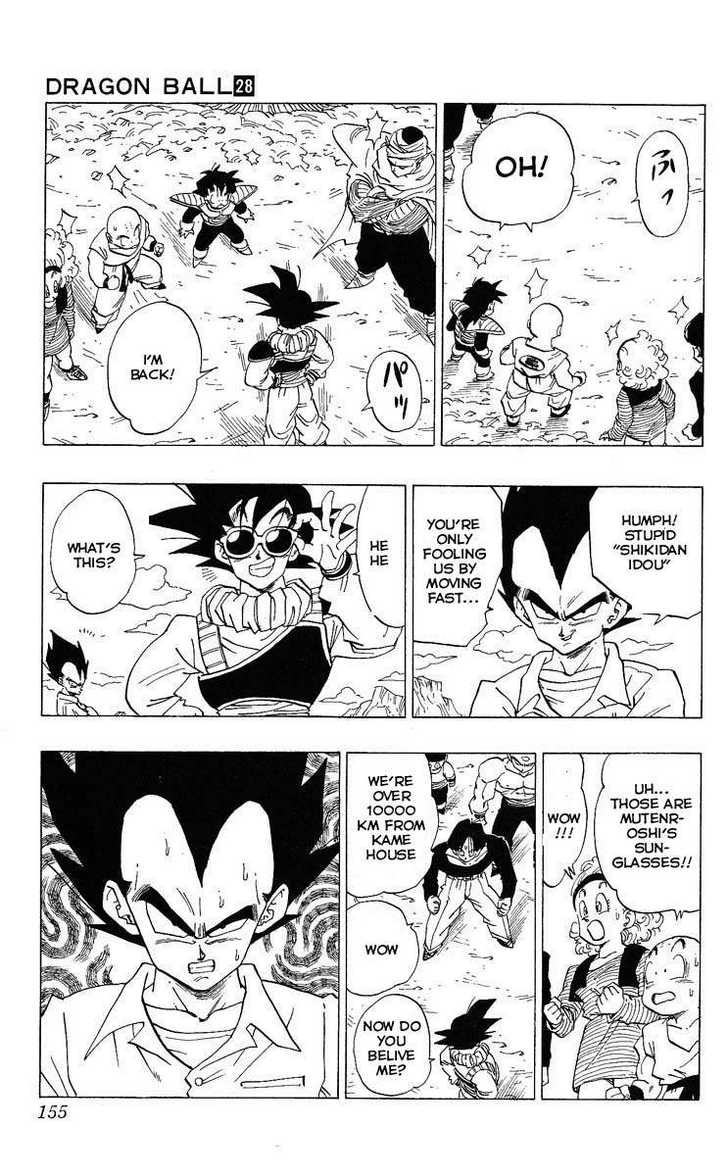 DRAGON BALL 28
OH!
ふっ
I'M
BACK!
パッ
HUMPH!
STUPID
"SHIKIDAN
IDOU"
YOU'RE
ONLY
FOOLING
US BY
MOVING
FAST...
HE
HE
WHAT'S
THIS?
UH...
THOSE ARE
MUTENR-
OSHI'S
SUN-
GLASSES!!
WOW
!!!
WE'RE
OVER
10000
KM FROM
KAME
HOUSE
WOW
NOW DO
YOU
BELIVE
ME?
155